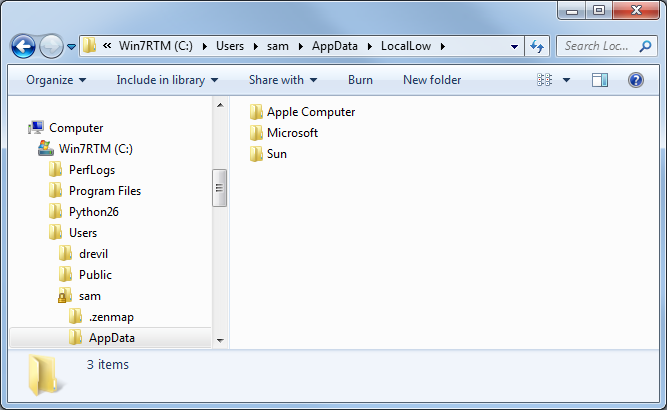 « Win7RTM (C:) Users sam AppData LocalLow Search Loc...
Organize Include in library Share with Burn New folder
Computer
Win7RTM (C:)
PerfLogs
Program Files
Python26
Users
drevil
Public
sam
.zenmap
AppData
Apple Computer
Microsoft
Sun
3 items